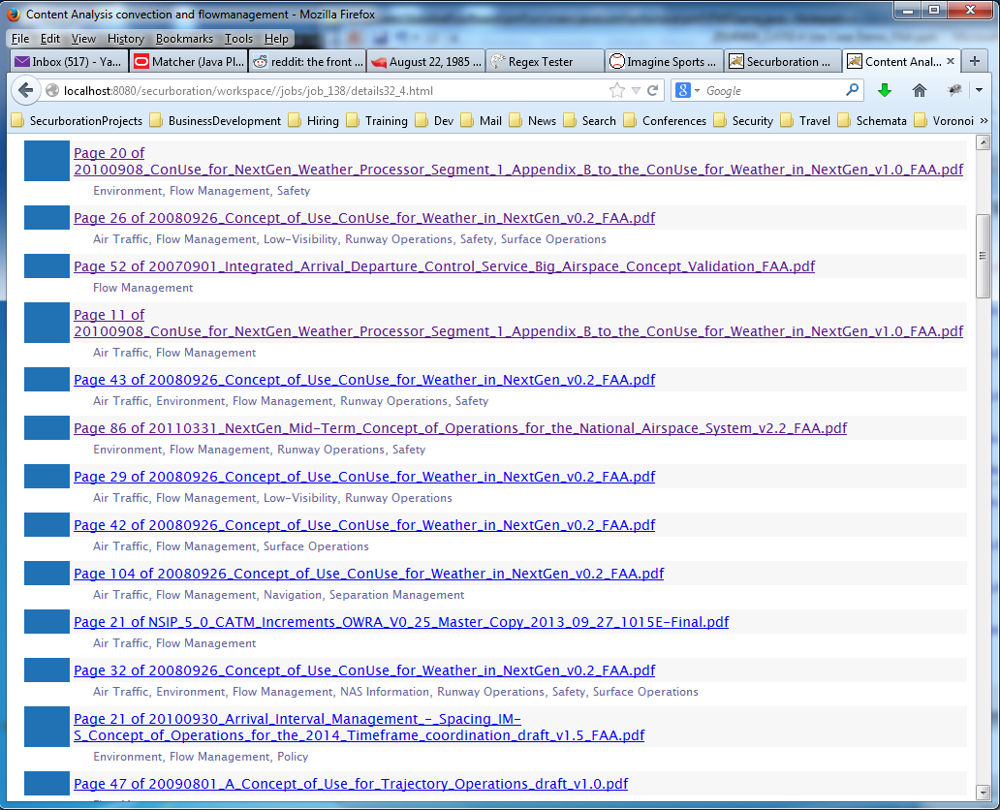 Content Analysis convection and flowmanagement - Mozilla Firefox
File Edit View History Bookmarks Tools Help
Inbox (517) - Ya... Matcher (Java Pl... reddit: the front ... August 22, 1985 ... Regex Tester Imagine Sports ... Securboration ... Content Anal...
localhost:8080/securboration/workspace//jobs/job_138/details32_4.html Google
SecurborationProjects BusinessDevelopment Hiring Training Dev Mail News Search Conferences Security Travel Schemata Voronoi »
Page 20 of
20100908_ConUse_for_NextGen_Weather_Processor_Segment_1_Appendix_B_to_the_ConUse_for_Weather_in_NextGen_v1.0_FAA.pdf
Environment, Flow Management, Safety
Page 26 of 20080926_Concept_of_Use_ConUse_for_Weather_in_NextGen_v0.2_FAA.pdf
Air Traffic, Flow Management, Low-Visibility, Runway Operations, Safety, Surface Operations
Page 52 of 20070901_Integrated_Arrival_Departure_Control_Service_Big_Airspace_Concept_Validation_FAA.pdf
Flow Management
Page 11 of
20100908_ConUse_for_NextGen_Weather_Processor_Segment_1_Appendix_B_to_the_ConUse_for_Weather_in_NextGen_v1.0_FAA.pdf
Air Traffic, Flow Management
Page 43 of 20080926_Concept_of_Use_ConUse_for_Weather_in_NextGen_v0.2_FAA.pdf
Air Traffic, Environment, Flow Management, Runway Operations, Safety
Page 86 of 20110331_NextGen_Mid-Term_Concept_of_Operations_for_the_National_Airspace_System_v2.2_FAA.pdf
Environment, Flow Management, Runway Operations, Safety
Page 29 of 20080926_Concept_of_Use_ConUse_for_Weather_in_NextGen_v0.2_FAA.pdf
Air Traffic, Flow Management, Low-Visibility, Runway Operations
Page 42 of 20080926_Concept_of_Use_ConUse_for_Weather_in_NextGen_v0.2_FAA.pdf
Air Traffic, Flow Management, Surface Operations
Page 104 of 20080926_Concept_of_Use_ConUse_for_Weather_in_NextGen_v0.2_FAA.pdf
Air Traffic, Flow Management, Navigation, Separation Management
Page 21 of NSIP_5_0_CATM_Increments_OWRA_V0_25_Master_Copy_2013_09_27_1015E-Final.pdf
Air Traffic, Flow Management
Page 32 of 20080926_Concept_of_Use_ConUse_for_Weather_in_NextGen_v0.2_FAA.pdf
Air Traffic, Environment, Flow Management, NAS Information, Runway Operations, Safety, Surface Operations
Page 21 of 20100930_Arrival_Interval_Management_-_Spacing_IM-
S_Concept_of_Operations_for_the_2014_Timeframe_coordination_draft_v1.5_FAA.pdf
Environment, Flow Management, Policy
Page 47 of 20090801_A_Concept_of_Use_for_Trajectory_Operations_draft_v1.0.pdf